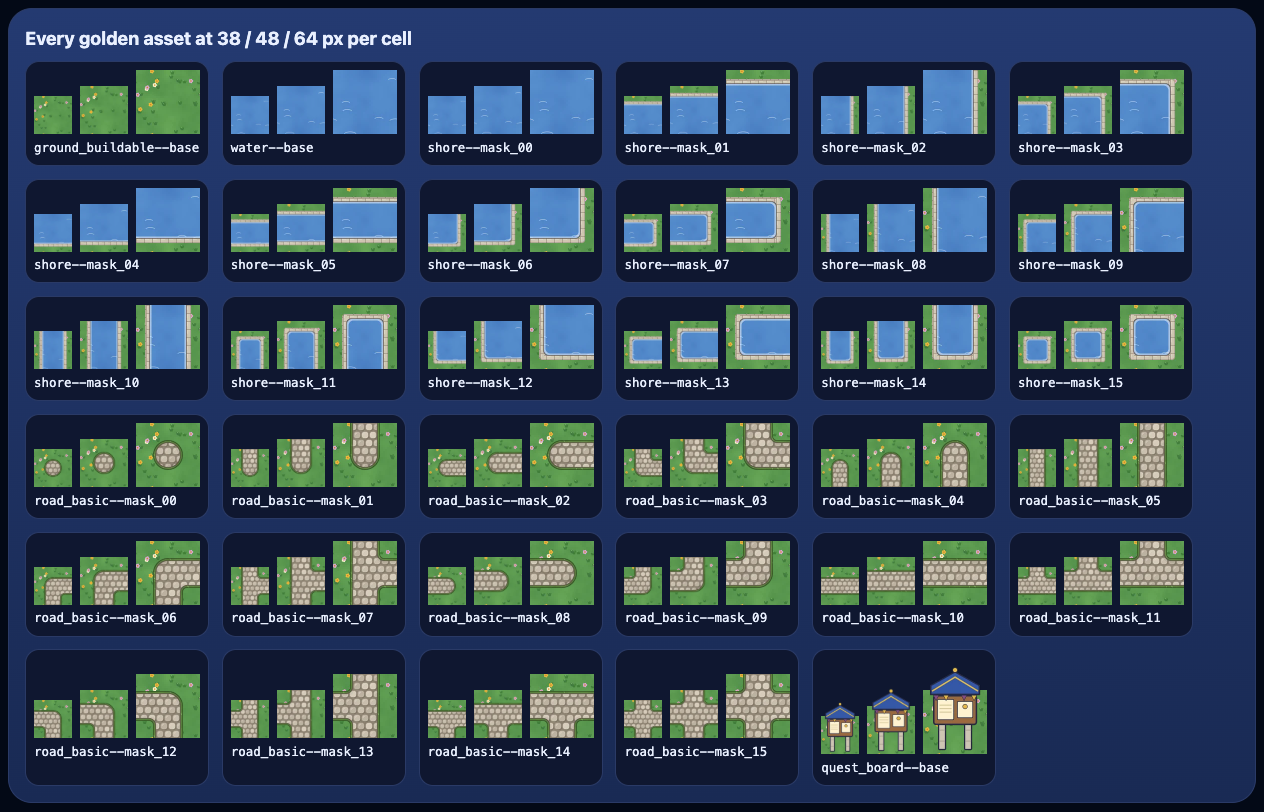 Every golden asset at 38 / 48 / 64 px per cell
ground_buildable--base
water--base
shore--mask_00
shore--mask_01
shore--mask_02
shore--mask_03
shore--mask_04
shore--mask_05
shore--mask_06
shore--mask_07
shore--mask_08
shore--mask_09
shore--mask_10
shore--mask_11
shore--mask_12
shore--mask_13
shore--mask_14
shore--mask_15
road_basic--mask_00
road_basic--mask_01
road_basic--mask_02
road_basic--mask_03
road_basic--mask_04
road_basic--mask_05
road_basic--mask_06
road_basic--mask_07
road_basic--mask_08
road_basic--mask_09
road_basic--mask_10
road_basic--mask_11
road_basic--mask_12
road_basic--mask_13
road_basic--mask_14
road_basic--mask_15
quest_board--base